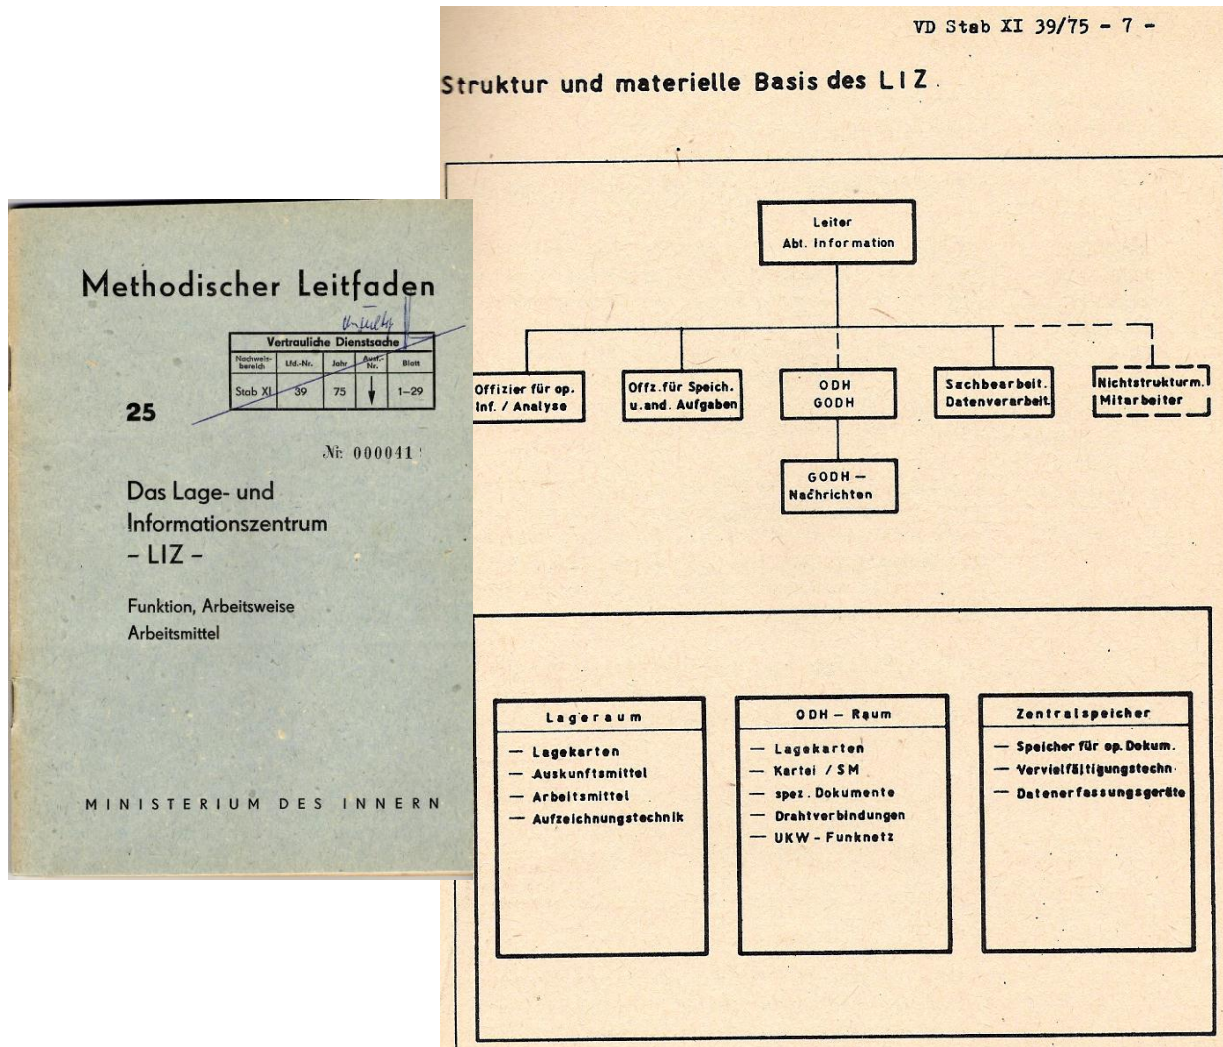 Methodischer Leitfaden
Vertrauliche Dienstsache
Nachweis-bereich Lfd.-Nr. Jahr Ausf.-Nr. Blatt
Stab XI 39 75 1–29
25
Nr. 000041
Das Lage- und
Informationszentrum
– LIZ –
Funktion, Arbeitsweise
Arbeitsmittel
MINISTERIUM DES INNERN
VD Stab XI 39/75 - 7 -
Struktur und materielle Basis des LIZ.
Leiter
Abt. Information
Offizier für op.
Inf. / Analyse
Offz. für Speich.
u. and. Aufgaben
ODH
GODH
Sachbearbeit.
Datenverarbeit.
Nichtstrukturm.
Mitarbeiter
GODH –
Nachrichten
Lageraum
— Lagekarten
— Auskunftsmittel
— Arbeitsmittel
— Aufzeichnungstechnik
ODH – Raum
— Lagekarten
— Kartei / SM
— spez. Dokumente
— Drahtverbindungen
— UKW – Funknetz
Zentralspeicher
— Speicher für op. Dokum.
— Vervielfältigungstechn.
— Datenerfassungsgeräte